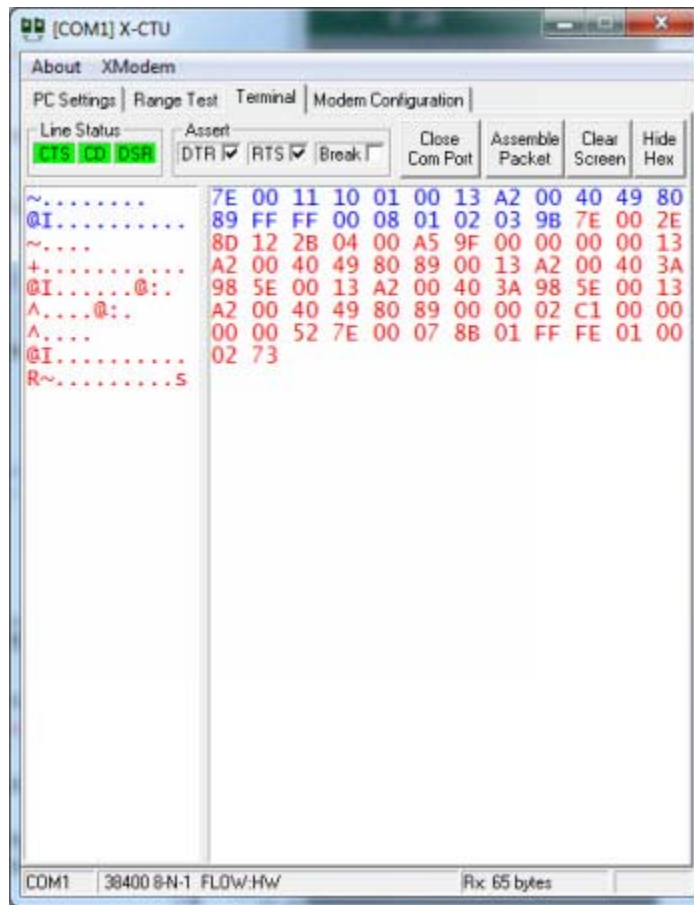 [COM1] X-CTU
About XModem
PC Settings Range Test Terminal Modem Configuration
Line Status Assert
CTS CD DSR DTR RTS Break Close Com Port Assemble Packet Clear Screen Hide Hex
~........ 7E 00 11 10 01 00 13 A2 00 40 49 80
@I........... 89 FF FF 00 08 01 02 03 9B 7E 00 2E
~.... 8D 12 2B 04 00 A5 9F 00 00 00 00 13
+............ A2 00 40 49 80 89 00 13 A2 00 40 3A
@I.......@:. 98 5E 00 13 A2 00 40 3A 98 5E 00 13
^....@:. A2 00 40 49 80 89 00 00 02 C1 00 00
^.... 00 00 52 7E 00 07 8B 01 FF FE 01 00
@I........... 02 73
R~.........s
COM1 38400 8-N-1 FLOW:HW Rx: 65 bytes